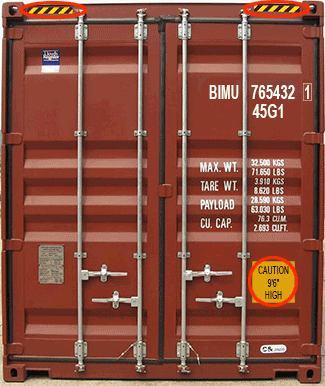 BIMU 765432 1
45G1
MAX. WT. 32.500 KGS
71.650 LBS
TARE WT. 3.910 KGS
8.620 LBS
PAYLOAD 28.590 KGS
63.030 LBS
CU. CAP. 76.3 CU.M.
2.693 CU.FT.
CAUTION
9'6"
HIGH